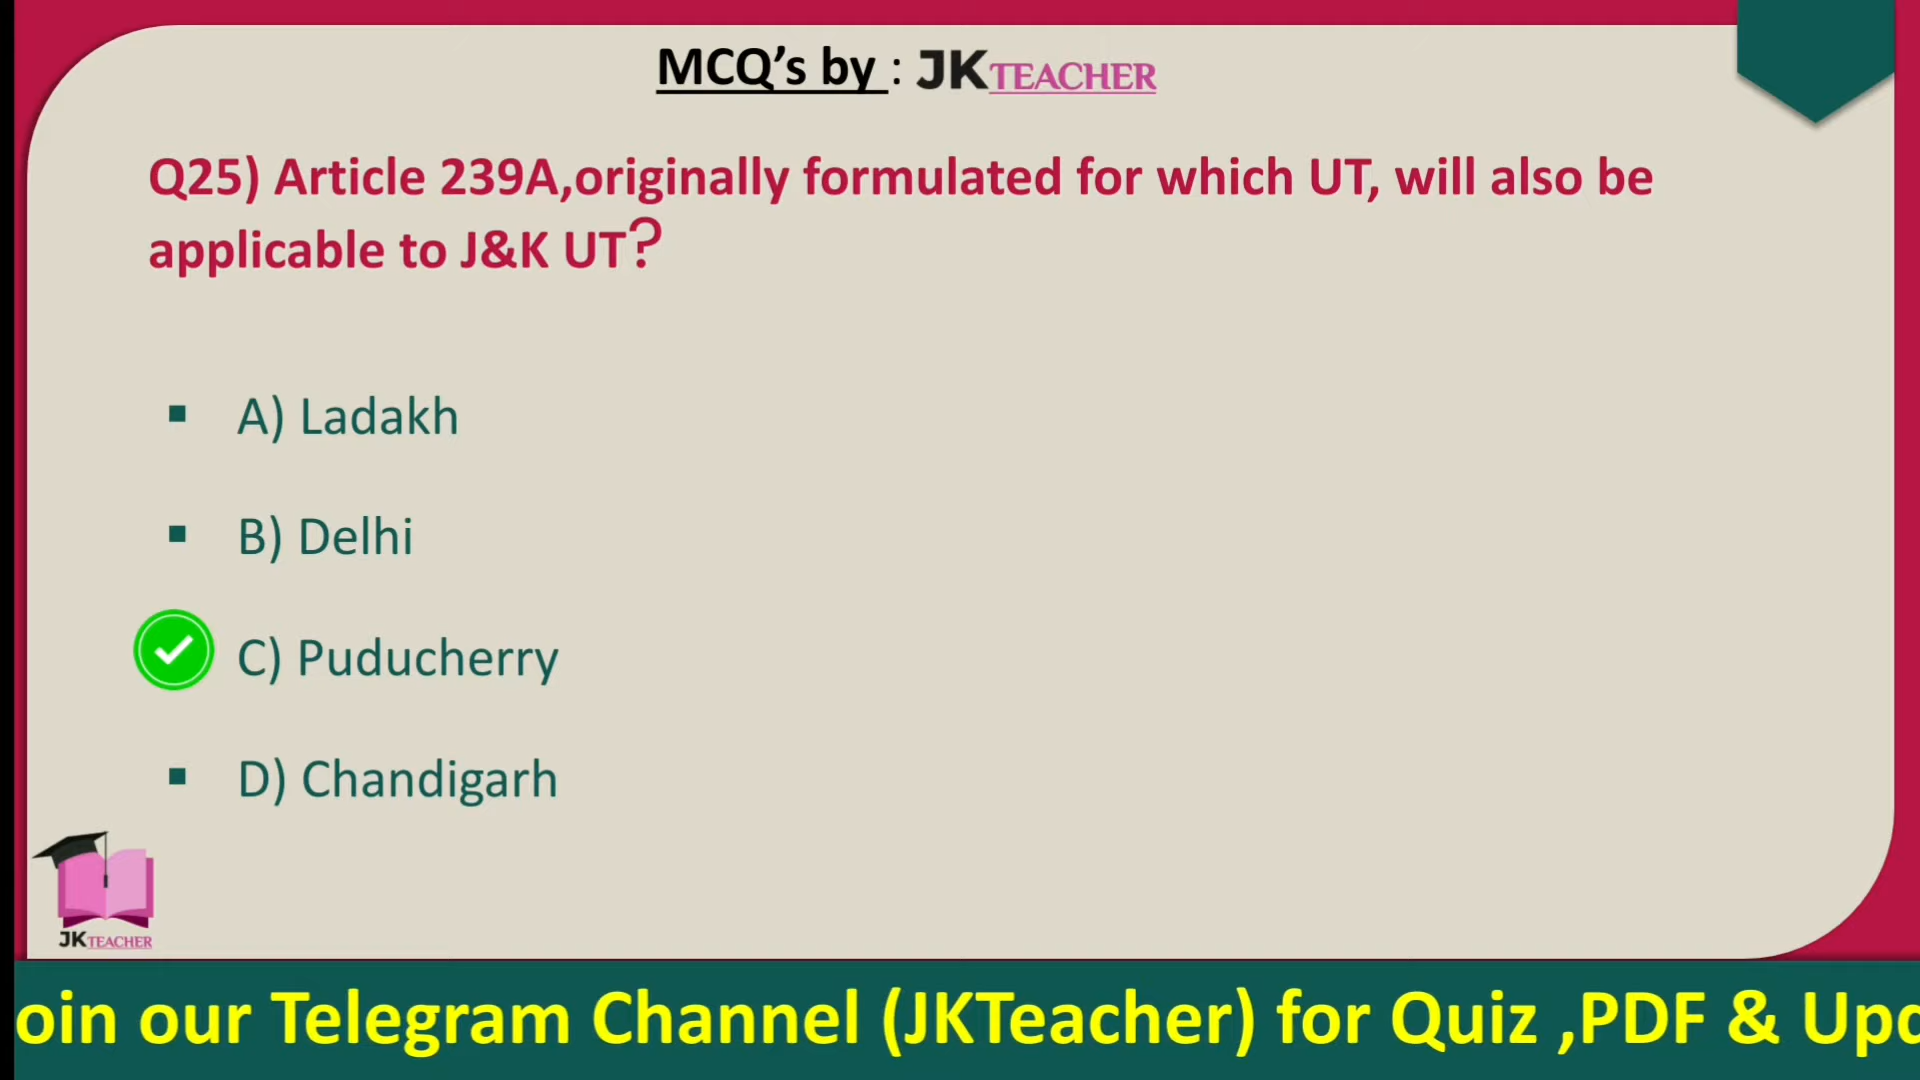 MCQ’s by : JKTEACHER
Q25) Article 239A,originally formulated for which UT, will also be
applicable to J&K UT?
A) Ladakh
B) Delhi
C) Puducherry
D) Chandigarh
JKTEACHER
oin our Telegram Channel (JKTeacher) for Quiz ,PDF & Upd